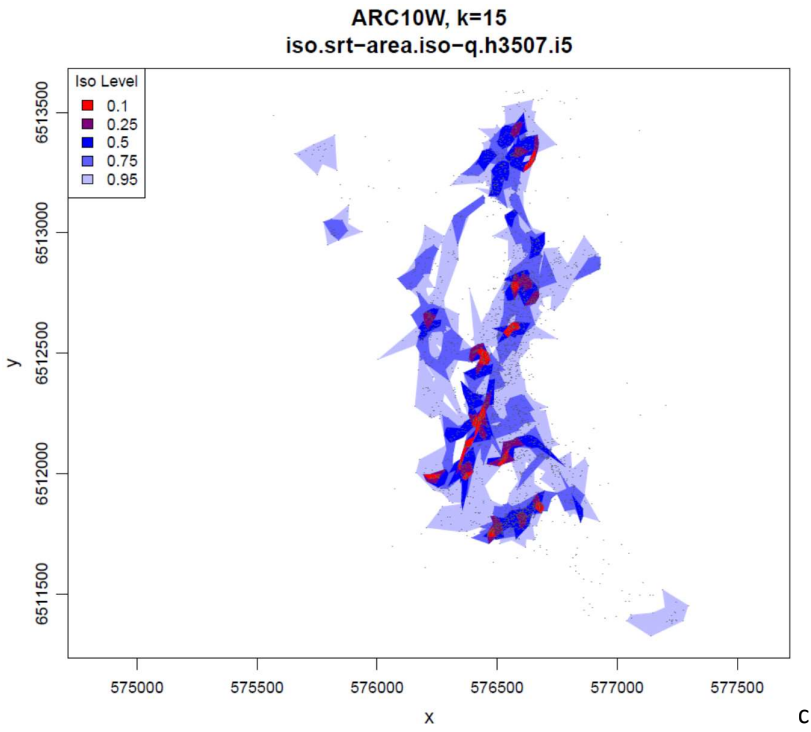 ARC10W, k=15
iso.srt−area.iso−q.h3507.i5
Iso Level
0.1
0.25
0.5
0.75
0.95
6513500
6513000
6512500
6512000
6511500
y
575000 575500 576000 576500 577000 577500
x
c